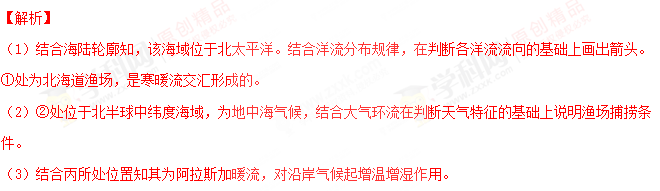 【解析】
（1）结合海陆轮廓知，该海域位于北太平洋。结合洋流分布规律，在判断各洋流流向的基础上画出箭头。
①处为北海道渔场，是寒暖流交汇形成的。
（2）②处位于北半球中纬度海域，为地中海气候，结合大气环流在判断天气特征的基础上说明渔场捕捞条
件。
（3）结合丙所处位置知其为阿拉斯加暖流，对沿岸气候起增温增湿作用。